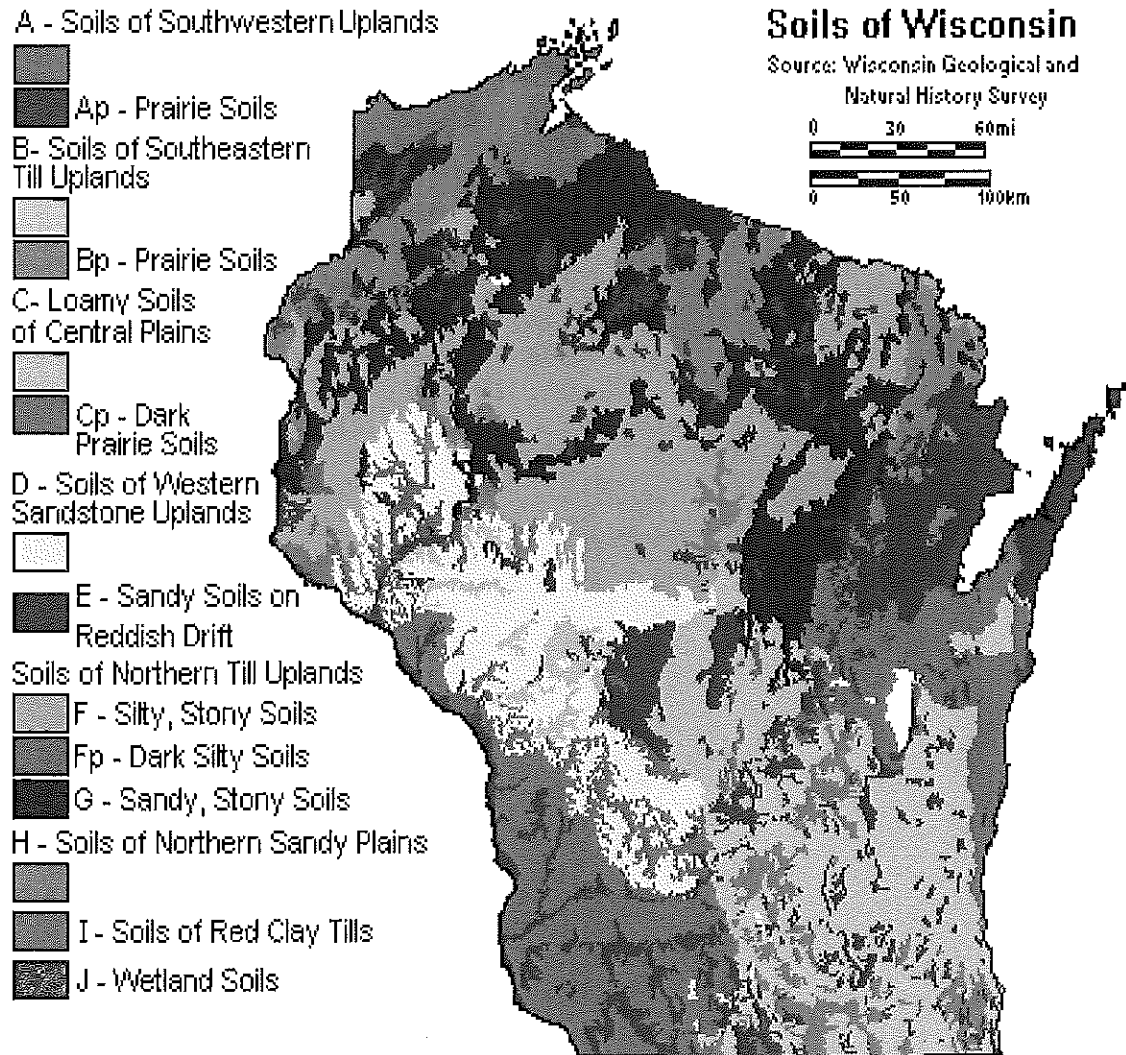 A - Soils of Southwestern Uplands
Ap - Prairie Soils
B- Soils of Southeastern
Till Uplands
Bp - Prairie Soils
C- Loamy Soils
of Central Plains
Cp - Dark
Prairie Soils
D - Soils of Western
Sandstone Uplands
E - Sandy Soils on
Reddish Drift
Soils of Northern Till Uplands
F - Silty, Stony Soils
Fp - Dark Silty Soils
G - Sandy, Stony Soils
H - Soils of Northern Sandy Plains
I - Soils of Red Clay Tills
J - Wetland Soils
Soils of Wisconsin
Source: Wisconsin Geological and
Natural History Survey
0 30 60mi
0 50 100km